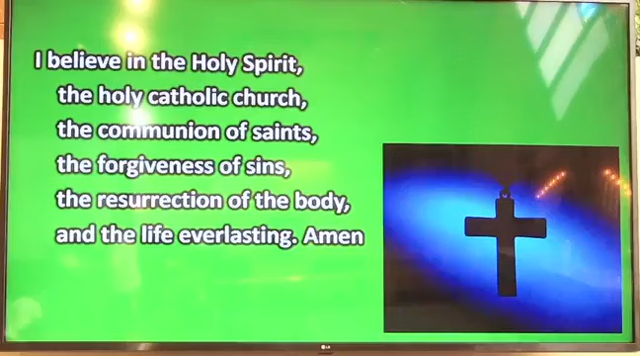 I believe in the Holy Spirit,
the holy catholic church,
the communion of saints,
the forgiveness of sins,
the resurrection of the body,
and the life everlasting. Amen
LG